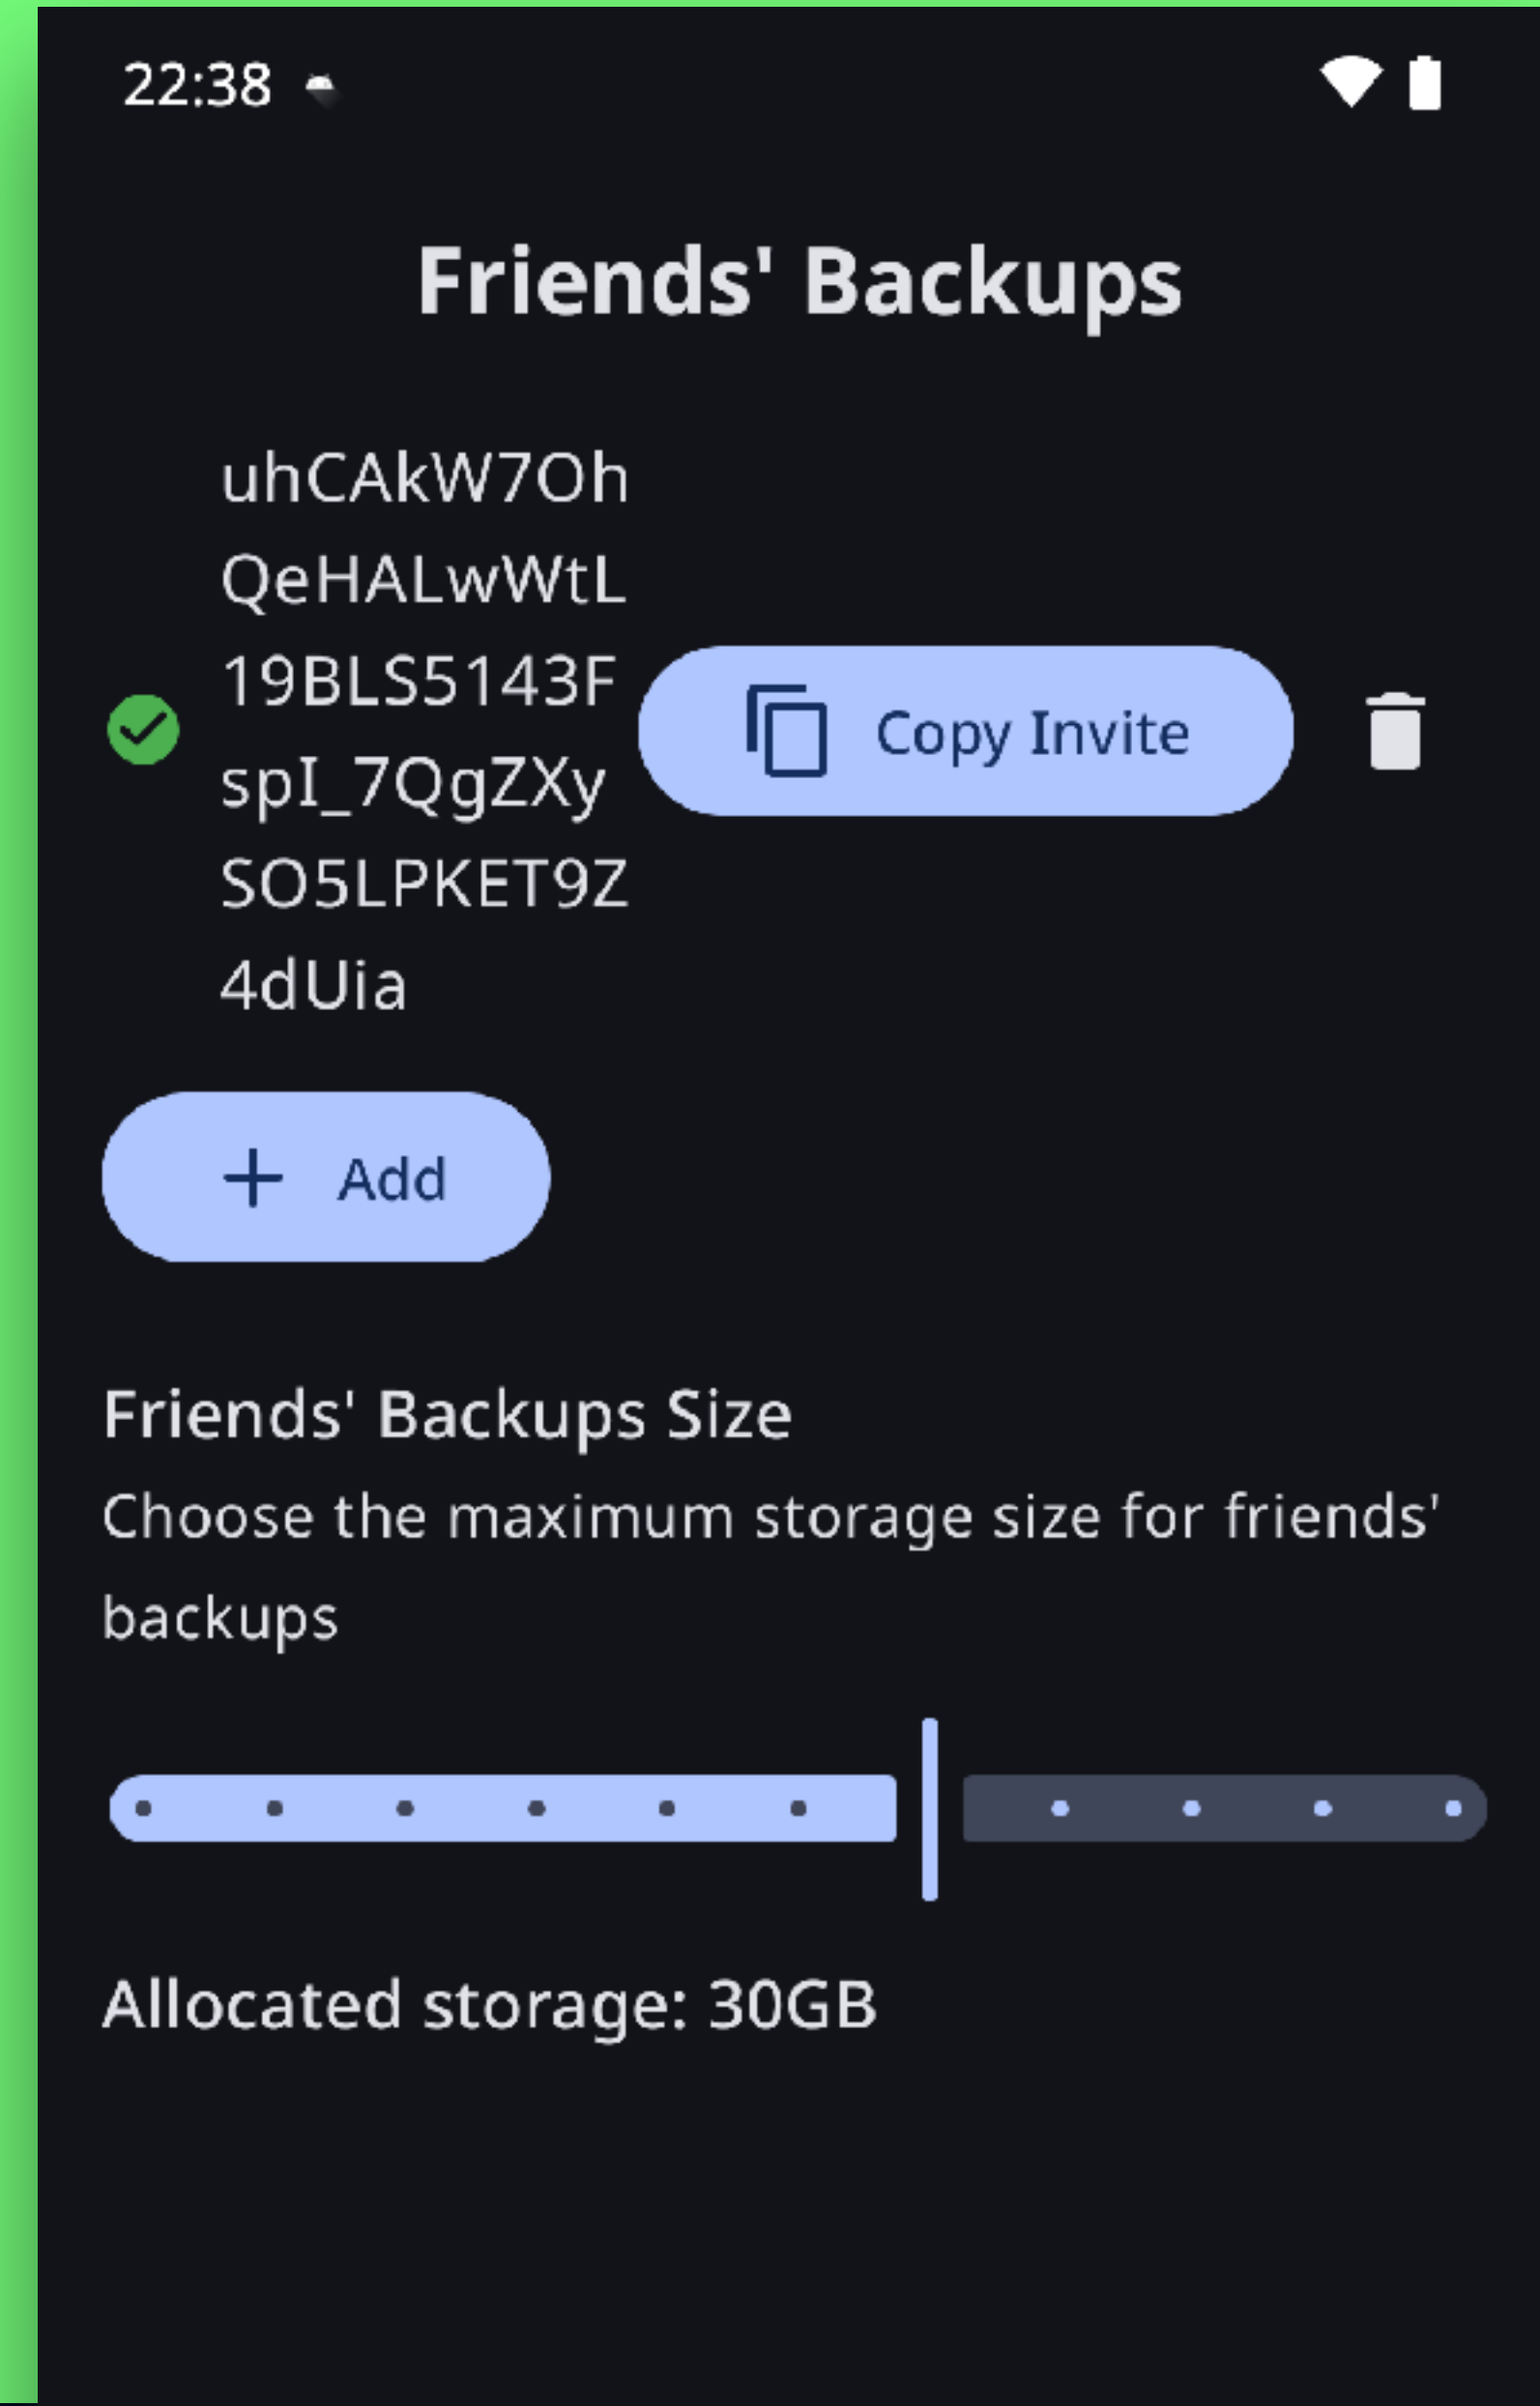 22:38
Friends' Backups
uhCAkW7Oh
QeHALwWtL
19BLS5143F
spI_7QgZXy
SO5LPKET9Z
4dUia
Copy Invite
Add
Friends' Backups Size
Choose the maximum storage size for friends'
backups
Allocated storage: 30GB